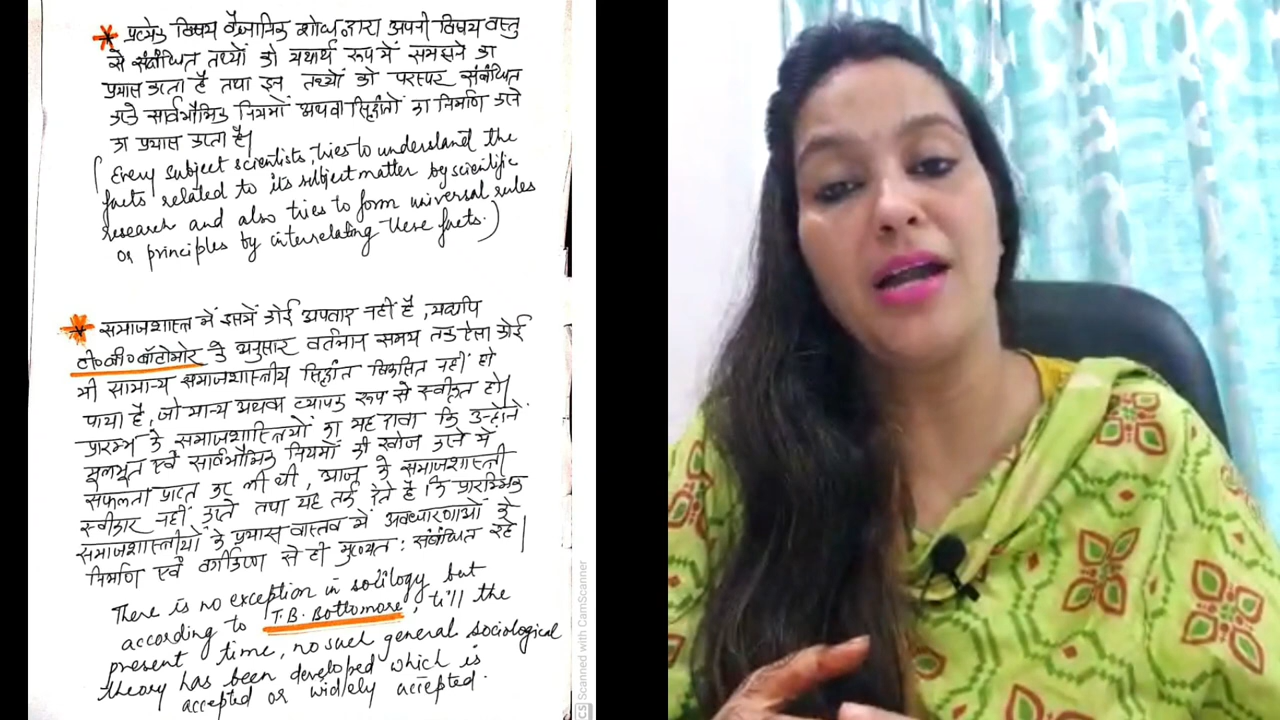 प्रत्येक विषय वैज्ञानिक शोध द्वारा अपनी विषय वस्तु
से संबंधित तथ्यों को यथार्थ रूप में समझने का
प्रयास करता है तथा इन तथ्यों को परस्पर संबंधित
करके सार्वभौमिक नियमों अथवा सिद्धांतों का निर्माण करने
का प्रयास करता है।
(Every subject scientists, tries to understand the
facts related to its subject matter by scientific
research and also tries to form universal rules
or principles by interrelating these facts.)
समाजशास्त्र में इसमें कोई अपवाद नहीं है, यद्यपि
टी०बी०बॉटोमोर के अनुसार वर्तमान समय तक ऐसा कोई
भी सामान्य समाजशास्त्रीय सिद्धांत विकसित नहीं हो
पाया है, जो मान्य अथवा व्यापक रूप से स्वीकृत हो।
प्रारम्भ के समाजशास्त्रियों का यह दावा कि उन्होंने
मूलभूत एवं सार्वभौमिक नियमों की खोज करने में
सफलता प्राप्त कर ली थी, आज के समाजशास्त्री
स्वीकार नहीं करते तथा यह तर्क देते है कि प्रारम्भिक
समाजशास्त्रीयों के प्रयास वास्तव में अवधारणाओं के
निर्माण एवं वर्गीकरण से ही मुख्यत: संबंधित रहे।
There is no exception in solilogy but
according to T.B. Bottomore, till the
present time, no such general sociological
theory has been developed which is
accepted or widely accepted.
CS Scanned with CamScanner